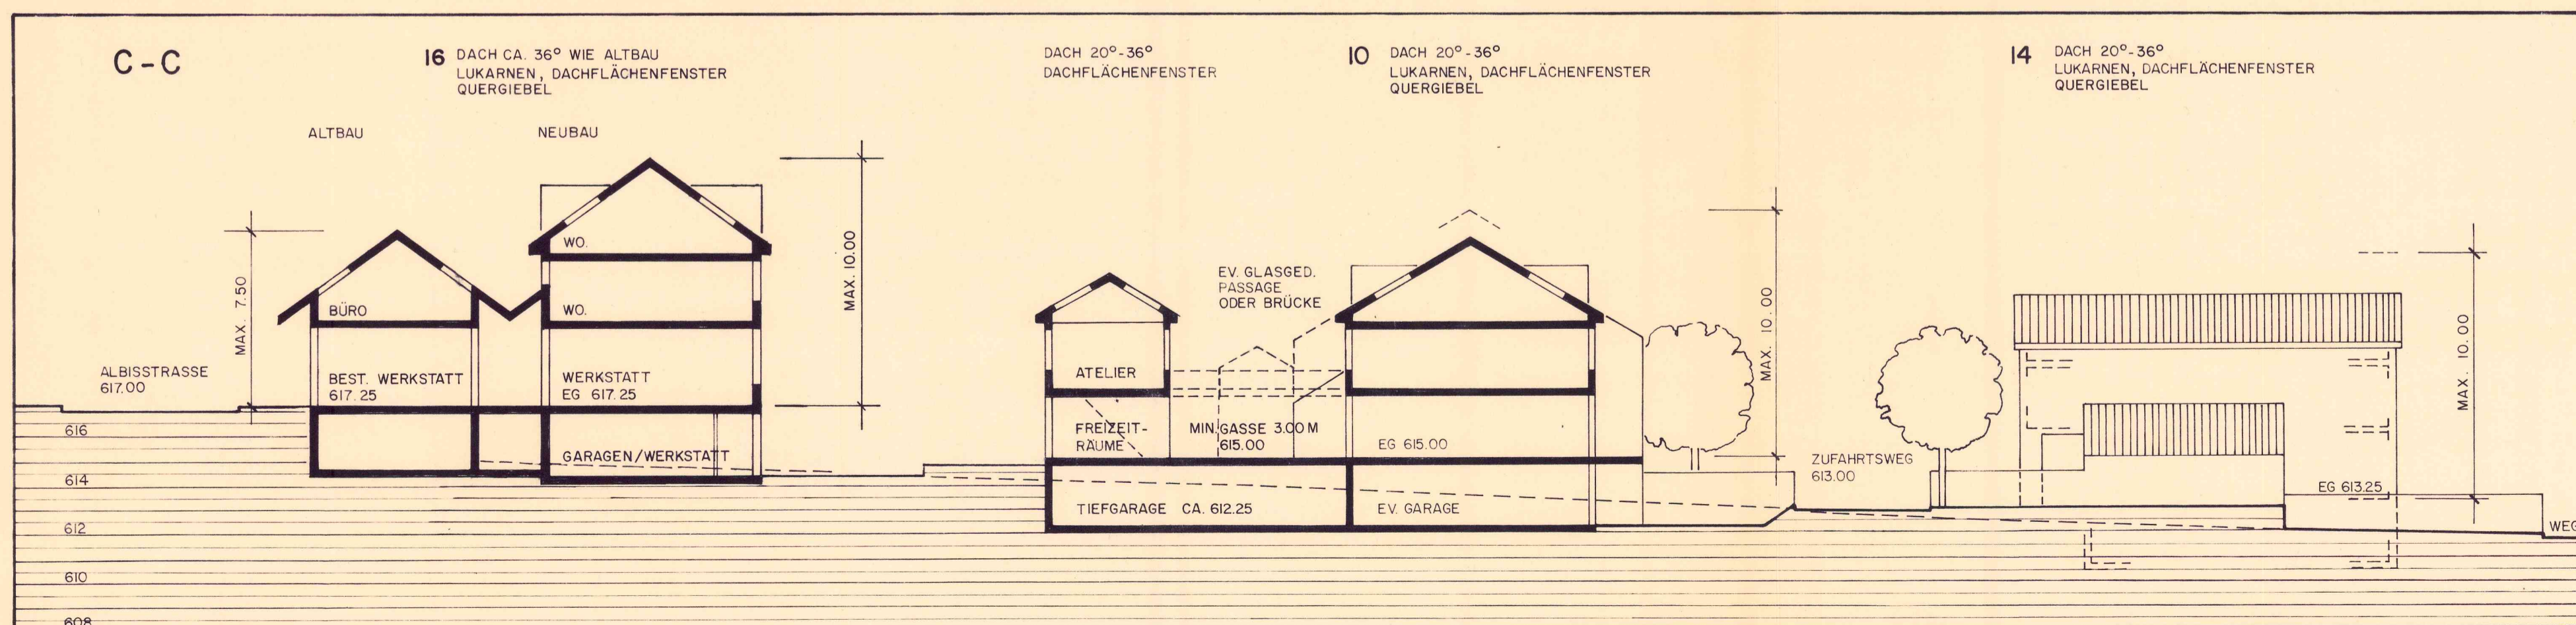 C-C
16 DACH CA. 36° WIE ALTBAU
LUKARNEN, DACHFLÄCHENFENSTER
QUERGIEBEL
DACH 20°-36°
DACHFLÄCHENFENSTER
10 DACH 20°-36°
LUKARNEN, DACHFLÄCHENFENSTER
QUERGIEBEL
14 DACH 20°-36°
LUKARNEN, DACHFLÄCHENFENSTER
QUERGIEBEL
ALTBAU
NEUBAU
MAX. 7.50
BÜRO
BEST. WERKSTATT
617.25
WO.
WO.
WERKSTATT
EG 617.25
GARAGEN/WERKSTATT
MAX. 10.00
ALBISSTRASSE
617.00
616
614
612
610
608
ATELIER
FREIZEIT-
RÄUME
EV. GLASGED.
PASSAGE
ODER BRÜCKE
MIN. GASSE 3.00 M
615.00
EG 615.00
TIEFGARAGE CA. 612.25
EV. GARAGE
MAX. 10.00
ZUFAHRTSWEG
613.00
EG 613.25
MAX. 10.00
WEG